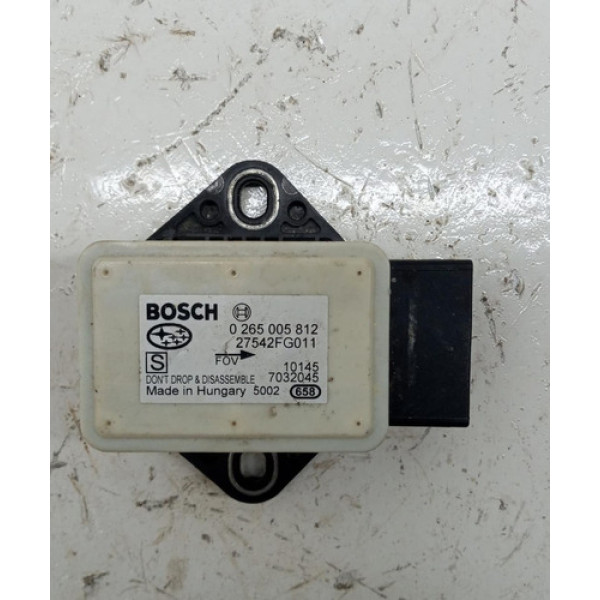 BOSCH
0 265 005 812
27542FG011
S
FOV
10145
7032045
DON'T DROP & DISASSEMBLE
Made in Hungary 5002 658